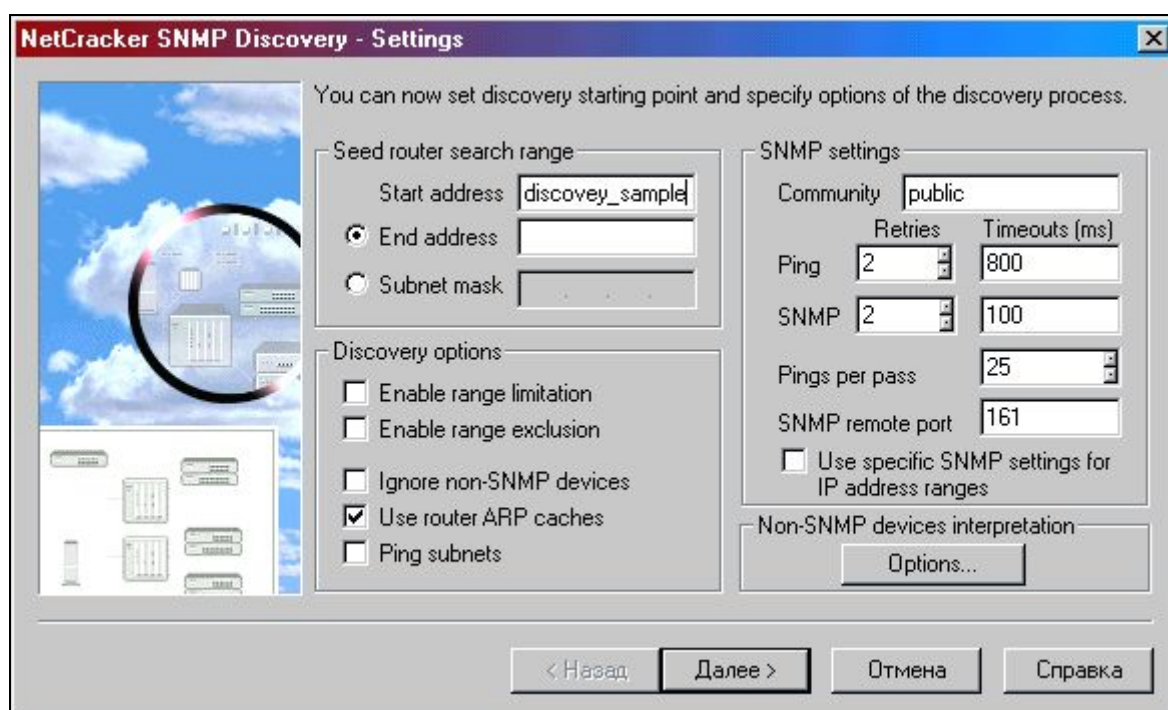 NetCracker SNMP Discovery - Settings
You can now set discovery starting point and specify options of the discovery process.
Seed router search range
Start address discovey_sample
End address
Subnet mask . . .
Discovery options
Enable range limitation
Enable range exclusion
Ignore non-SNMP devices
Use router ARP caches
Ping subnets
SNMP settings
Community public
Retries Timeouts (ms)
Ping 2 800
SNMP 2 100
Pings per pass 25
SNMP remote port 161
Use specific SNMP settings for
IP address ranges
Non-SNMP devices interpretation
Options...
< Назад Далее > Отмена Справка